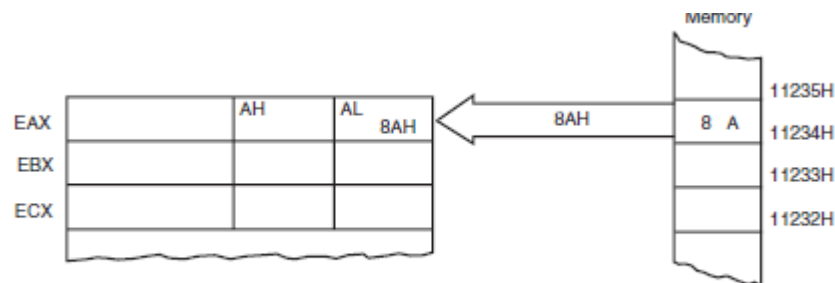 Memory
11235H
AH AL
EAX 8AH 8AH 8 A 11234H
EBX 11233H
ECX 11232H